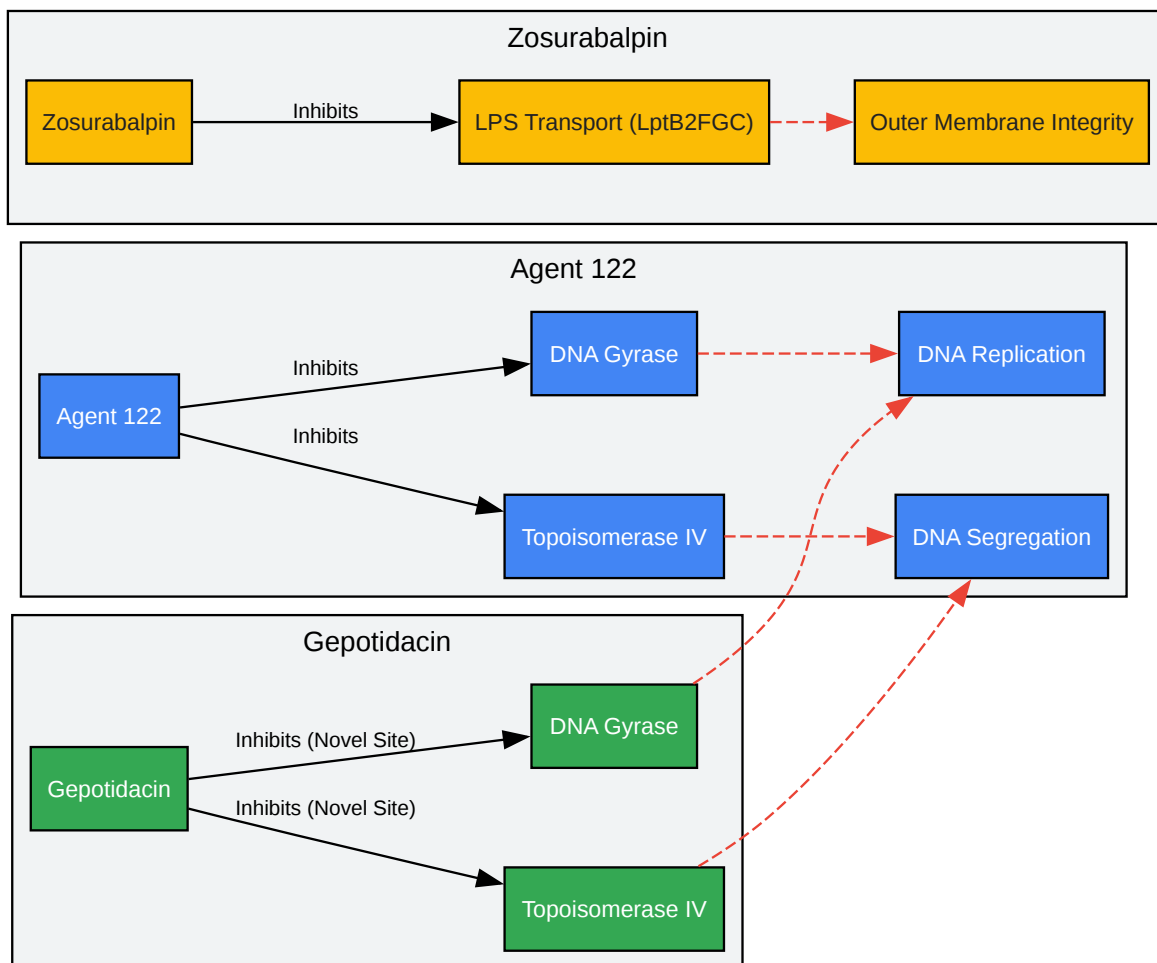 Zosurabalpin
Zosurabalpin
Inhibits
LPS Transport (LptB2FGC)
Outer Membrane Integrity
Agent 122
Agent 122
Inhibits
Inhibits
DNA Gyrase
DNA Replication
Topoisomerase IV
DNA Segregation
Gepotidacin
Gepotidacin
Inhibits (Novel Site)
Inhibits (Novel Site)
DNA Gyrase
Topoisomerase IV